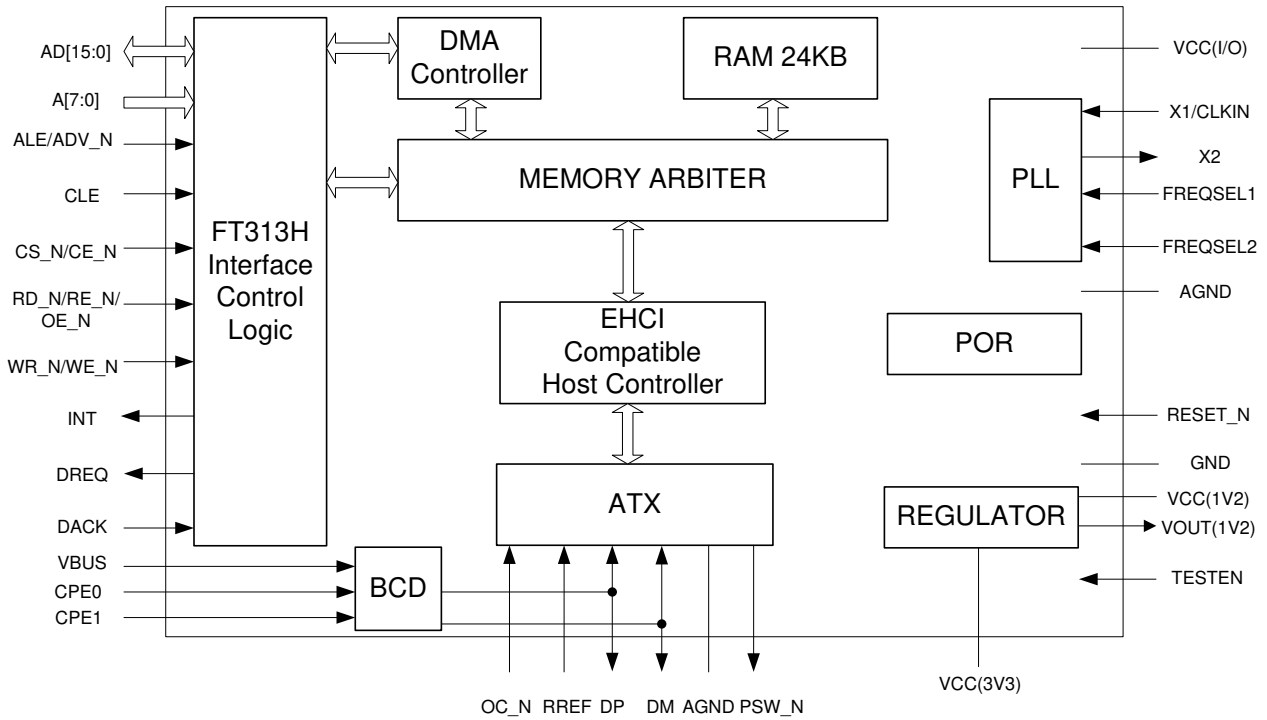 AD[15:0]
A[7:0]
ALE/ADV_N
CLE
CS_N/CE_N
RD_N/RE_N/
OE_N
WR_N/WE_N
INT
DREQ
DACK
VBUS
CPE0
CPE1
FT313H
Interface
Control
Logic
DMA
Controller
RAM 24KB
MEMORY ARBITER
EHCI
Compatible
Host Controller
ATX
BCD
PLL
POR
REGULATOR
VCC(I/O)
X1/CLKIN
X2
FREQSEL1
FREQSEL2
AGND
RESET_N
GND
VCC(1V2)
VOUT(1V2)
TESTEN
VCC(3V3)
OC_N RREF DP DM AGND PSW_N